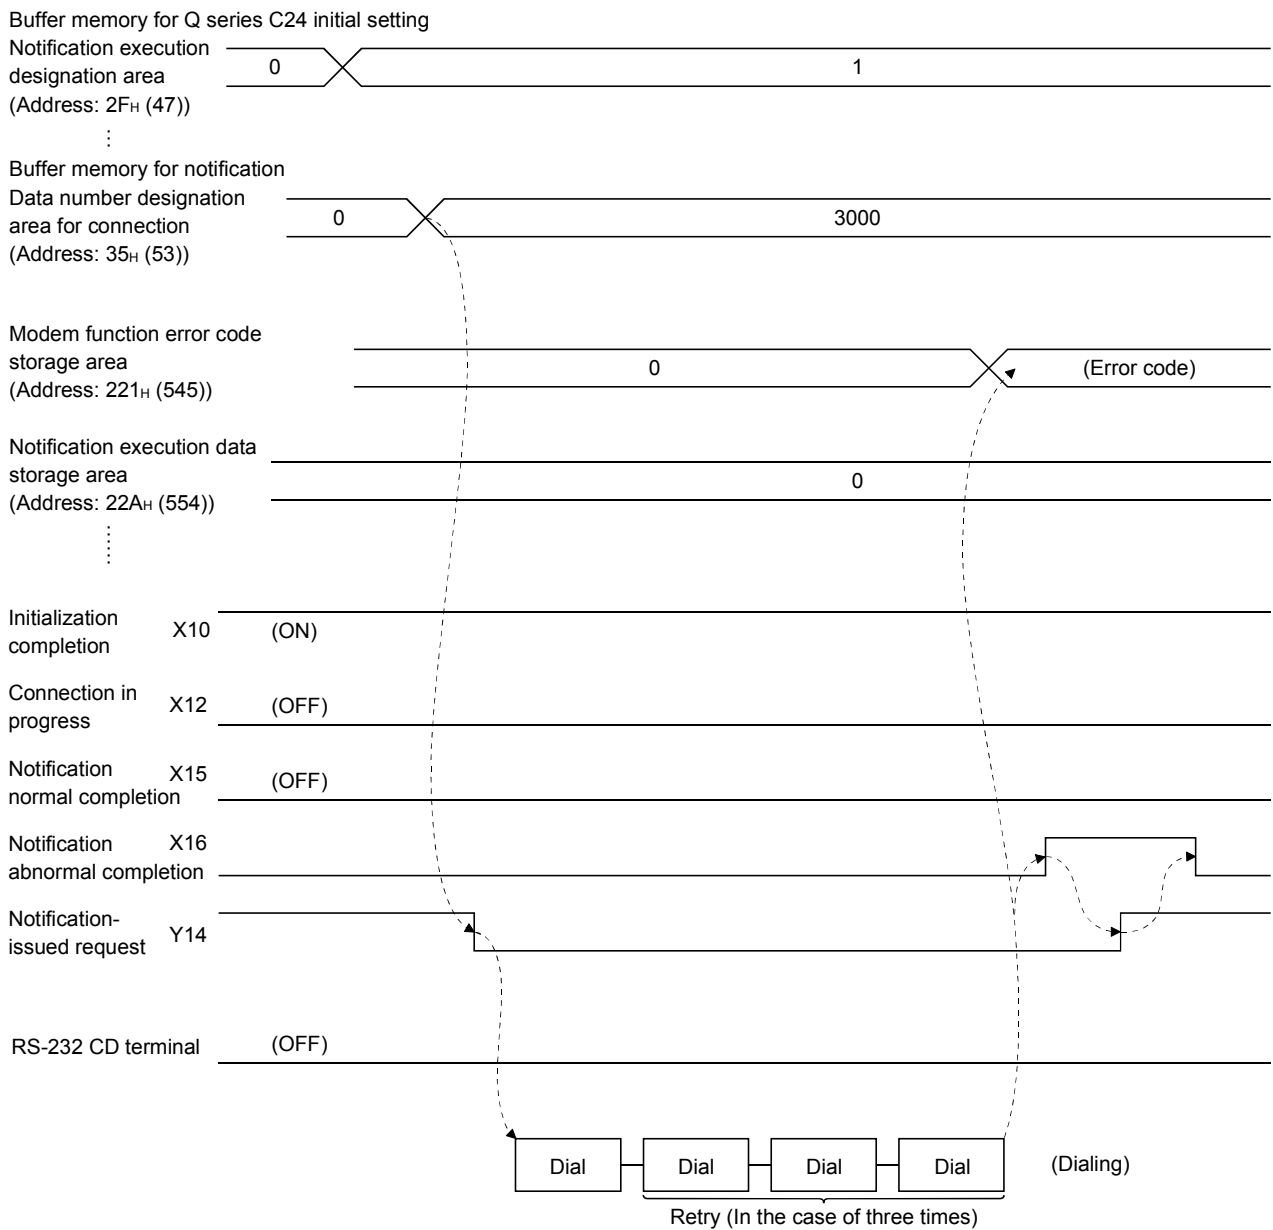 Buffer memory for Q series C24 initial setting
Notification execution
designation area
(Address: 2FH (47))
0
1
Buffer memory for notification
Data number designation
area for connection
(Address: 35H (53))
0
3000
Modem function error code
storage area
(Address: 221H (545))
0
(Error code)
Notification execution data
storage area
(Address: 22AH (554))
0
Initialization
completion
X10
(ON)
Connection in
progress
X12
(OFF)
Notification
normal completion
X15
(OFF)
Notification
abnormal completion
X16
Notification-
issued request
Y14
RS-232 CD terminal
(OFF)
Dial
Dial
Dial
Dial
(Dialing)
Retry (In the case of three times)